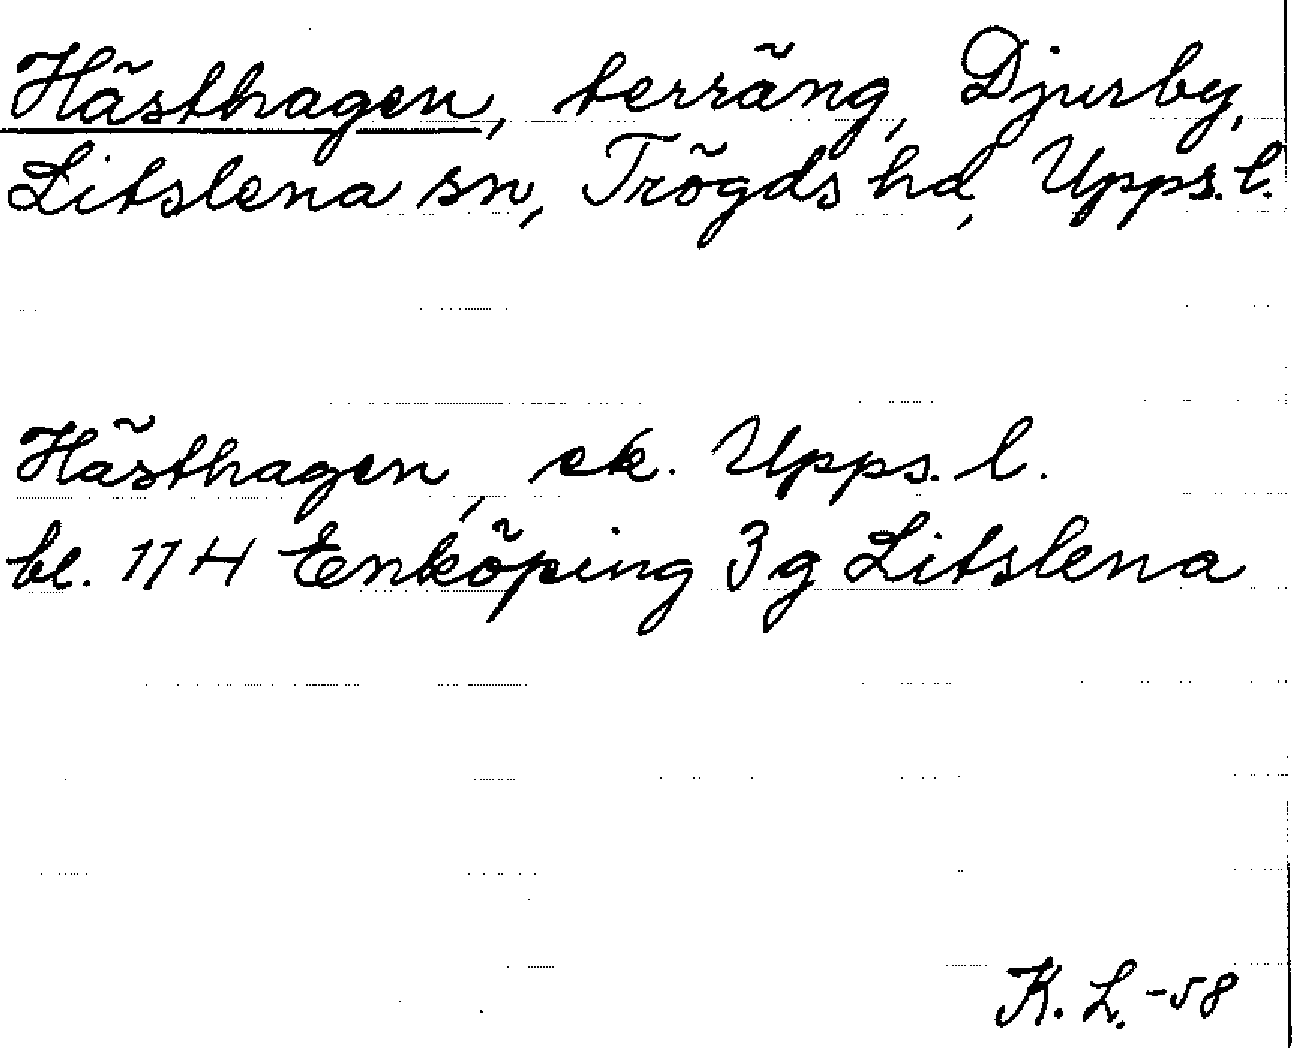 Hästhagen, terräng, Djurby,
Litslena sn, Trögds hd, Upps. l.
Hästhagen, ek. Upps. l.
bl. 11 H Enköping 3 g Litslena
K. L. -58